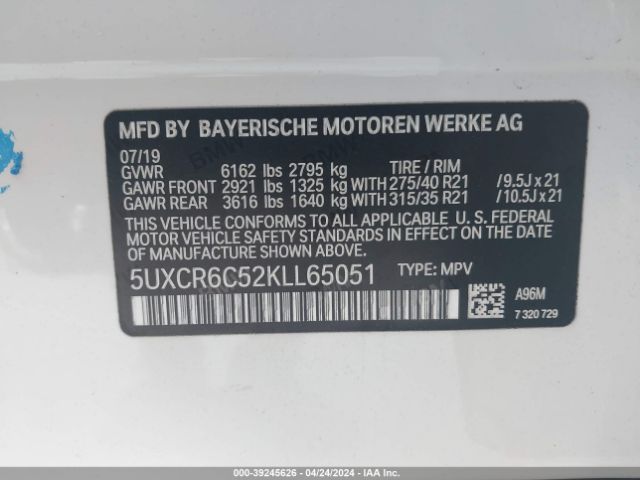 MFD BY BAYERISCHE MOTOREN WERKE AG
07/19
GVWR 6162 lbs 2795 kg TIRE / RIM
GAWR FRONT 2921 lbs 1325 kg WITH 275/40 R21 / 9.5J x 21
GAWR REAR 3616 lbs 1640 kg WITH 315/35 R21 / 10.5J x 21
THIS VEHICLE CONFORMS TO ALL APPLICABLE U. S. FEDERAL
MOTOR VEHICLE SAFETY STANDARDS IN EFFECT ON THE DATE
OF MANUFACTURE SHOWN ABOVE.
5UXCR6C52KLL65051 TYPE: MPV
A96M
7 320 729
© COPART - 39245626 - 04/24/2024 - IAAI